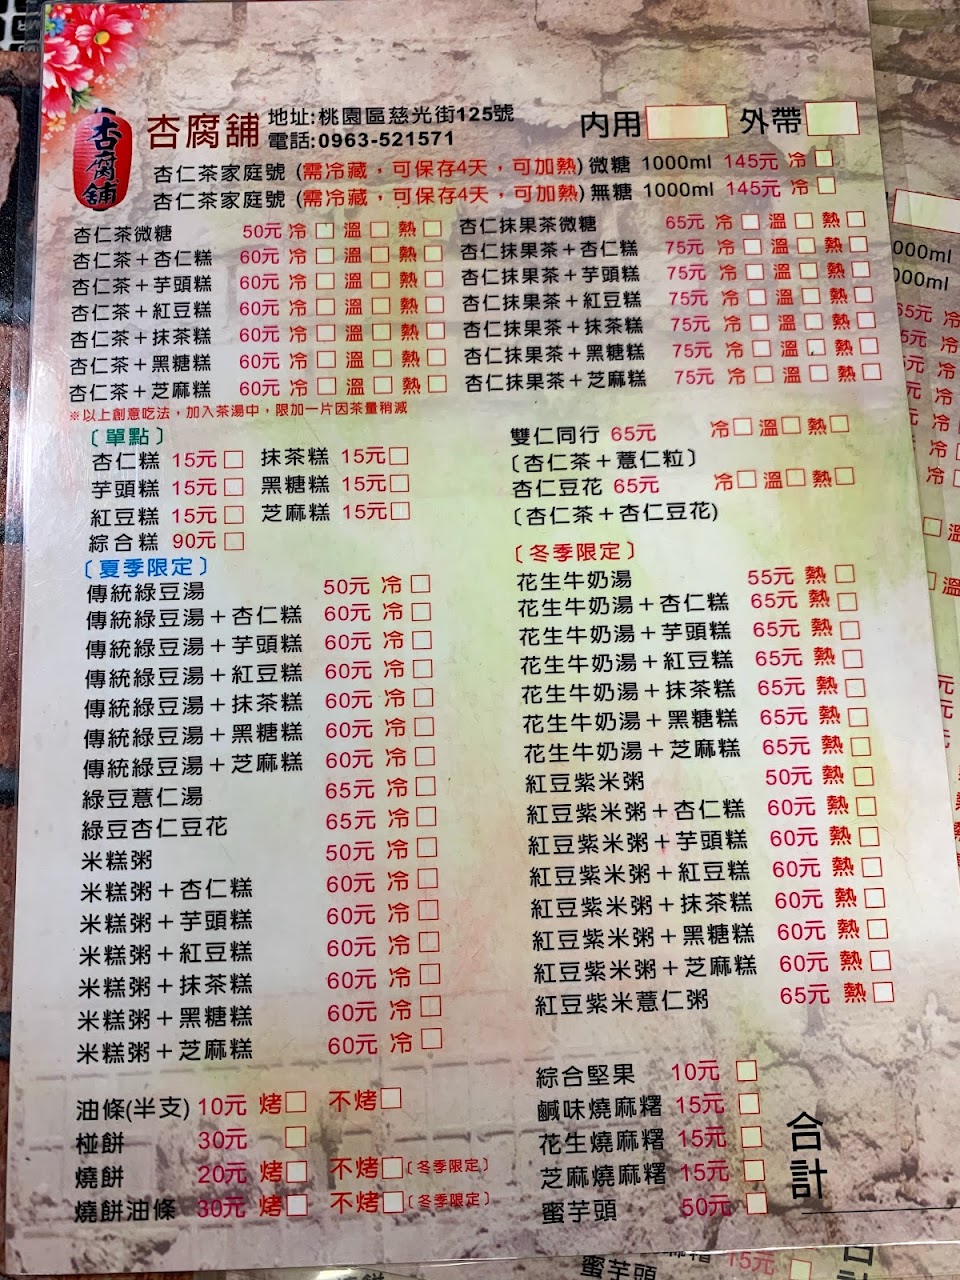 杏腐舖
杏腐舖 地址:桃園區慈光街125號
電話:0963-521571
內用 外帶
杏仁茶家庭號 (需冷藏，可保存4天，可加熱) 微糖 1000ml 145元 冷
杏仁茶家庭號 (需冷藏，可保存4天，可加熱) 無糖 1000ml 145元 冷
杏仁茶微糖 50元 冷 溫 熱
杏仁茶＋杏仁糕 60元 冷 溫 熱
杏仁茶＋芋頭糕 60元 冷 溫 熱
杏仁茶＋紅豆糕 60元 冷 溫 熱
杏仁茶＋抹茶糕 60元 冷 溫 熱
杏仁茶＋黑糖糕 60元 冷 溫 熱
杏仁茶＋芝麻糕 60元 冷 溫 熱
※以上創意吃法，加入茶湯中，限加一片因茶量稍減
杏仁抹果茶微糖 65元 冷 溫 熱
杏仁抹果茶＋杏仁糕 75元 冷 溫 熱
杏仁抹果茶＋芋頭糕 75元 冷 溫 熱
杏仁抹果茶＋紅豆糕 75元 冷 溫 熱
杏仁抹果茶＋抹茶糕 75元 冷 溫 熱
杏仁抹果茶＋黑糖糕 75元 冷 溫 熱
杏仁抹果茶＋芝麻糕 75元 冷 溫 熱
〔單點〕
杏仁糕 15元 抹茶糕 15元
芋頭糕 15元 黑糖糕 15元
紅豆糕 15元 芝麻糕 15元
綜合糕 90元
雙仁同行 65元 冷 溫 熱
〔杏仁茶＋薏仁粒〕
杏仁豆花 65元 冷 溫 熱
〔杏仁茶＋杏仁豆花〕
〔夏季限定〕
傳統綠豆湯 50元 冷
傳統綠豆湯＋杏仁糕 60元 冷
傳統綠豆湯＋芋頭糕 60元 冷
傳統綠豆湯＋紅豆糕 60元 冷
傳統綠豆湯＋抹茶糕 60元 冷
傳統綠豆湯＋黑糖糕 60元 冷
傳統綠豆湯＋芝麻糕 60元 冷
綠豆薏仁湯 65元 冷
綠豆杏仁豆花 65元 冷
米糕粥 50元 冷
米糕粥＋杏仁糕 60元 冷
米糕粥＋芋頭糕 60元 冷
米糕粥＋紅豆糕 60元 冷
米糕粥＋抹茶糕 60元 冷
米糕粥＋黑糖糕 60元 冷
米糕粥＋芝麻糕 60元 冷
〔冬季限定〕
花生牛奶湯 55元 熱
花生牛奶湯＋杏仁糕 65元 熱
花生牛奶湯＋芋頭糕 65元 熱
花生牛奶湯＋紅豆糕 65元 熱
花生牛奶湯＋抹茶糕 65元 熱
花生牛奶湯＋黑糖糕 65元 熱
花生牛奶湯＋芝麻糕 65元 熱
紅豆紫米粥 50元 熱
紅豆紫米粥＋杏仁糕 60元 熱
紅豆紫米粥＋芋頭糕 60元 熱
紅豆紫米粥＋紅豆糕 60元 熱
紅豆紫米粥＋抹茶糕 60元 熱
紅豆紫米粥＋黑糖糕 60元 熱
紅豆紫米粥＋芝麻糕 60元 熱
紅豆紫米薏仁粥 65元 熱
油條(半支) 10元 烤 不烤
椪餅 30元
燒餅 20元 烤 不烤〔冬季限定〕
燒餅油條 30元 烤 不烤〔冬季限定〕
綜合堅果 10元
鹹味燒麻糬 15元
花生燒麻糬 15元
芝麻燒麻糬 15元
蜜芋頭 50元
合計